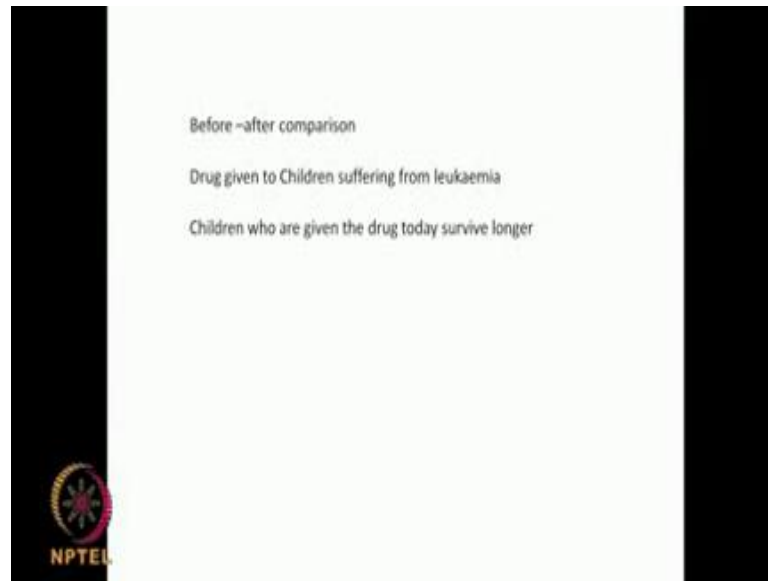 Before –after comparison
Drug given to Children suffering from leukaemia
Children who are given the drug today survive longer
NPTEL